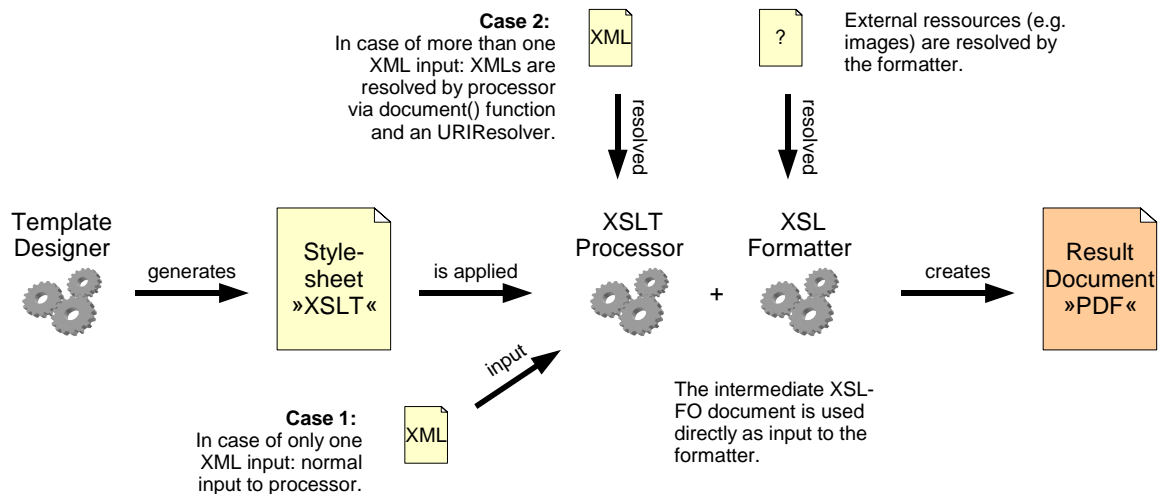 Case 2:
In case of more than one
XML input: XMLs are
resolved by processor
via document() function
and an URIResolver.
XML
resolved
?
resolved
External ressources (e.g.
images) are resolved by
the formatter.
Template
Designer
generates
Style-
sheet
»XSLT«
is applied
XSLT
Processor
+
XSL
Formatter
creates
Result
Document
»PDF«
input
Case 1:
In case of only one
XML input: normal
input to processor.
XML
The intermediate XSL-
FO document is used
directly as input to the
formatter.